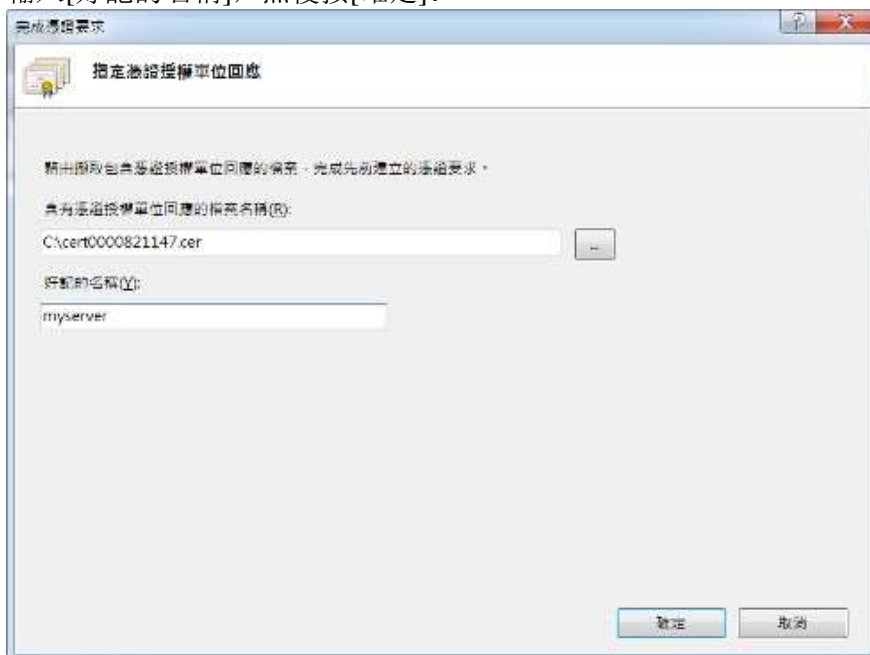 輸入[好記的名稱]，然後按[確定]。
完成憑證要求
指定憑證授權單位回應
藉由擷取包含憑證授權單位回應的檔案，完成先前建立的憑證要求。
含有憑證授權單位回應的檔案名稱(R):
C:\cert0000821147.cer
...
好記的名稱(Y):
myserver
確定
取消